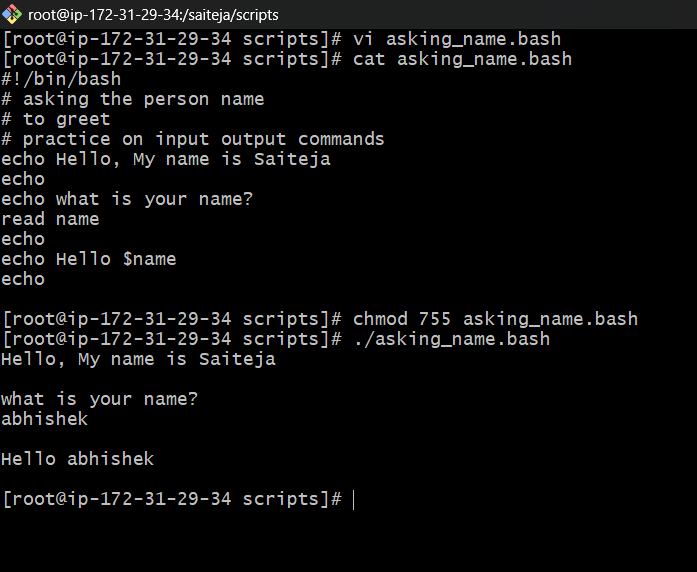 root@ip-172-31-29-34:/saiteja/scripts
[root@ip-172-31-29-34 scripts]# vi asking_name.bash
[root@ip-172-31-29-34 scripts]# cat asking_name.bash
#!/bin/bash
# asking the person name
# to greet
# practice on input output commands
echo Hello, My name is Saiteja
echo
echo what is your name?
read name
echo
echo Hello $name
echo
[root@ip-172-31-29-34 scripts]# chmod 755 asking_name.bash
[root@ip-172-31-29-34 scripts]# ./asking_name.bash
Hello, My name is Saiteja
what is your name?
abhishek
Hello abhishek
[root@ip-172-31-29-34 scripts]#